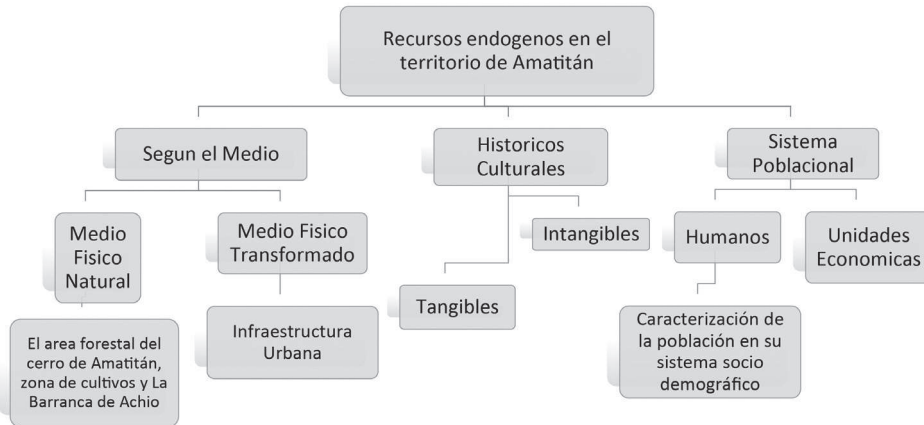 Recursos endogenos en el
territorio de Amatitán
Segun el Medio
Historicos
Culturales
Sistema
Poblacional
Medio
Fisico
Natural
Medio Fisico
Transformado
Intangibles
Humanos
Unidades
Economicas
Tangibles
El area forestal del
cerro de Amatitán,
zona de cultivos y La
Barranca de Achio
Infraestructura
Urbana
Caracterización de
la población en su
sistema socio
demográfico